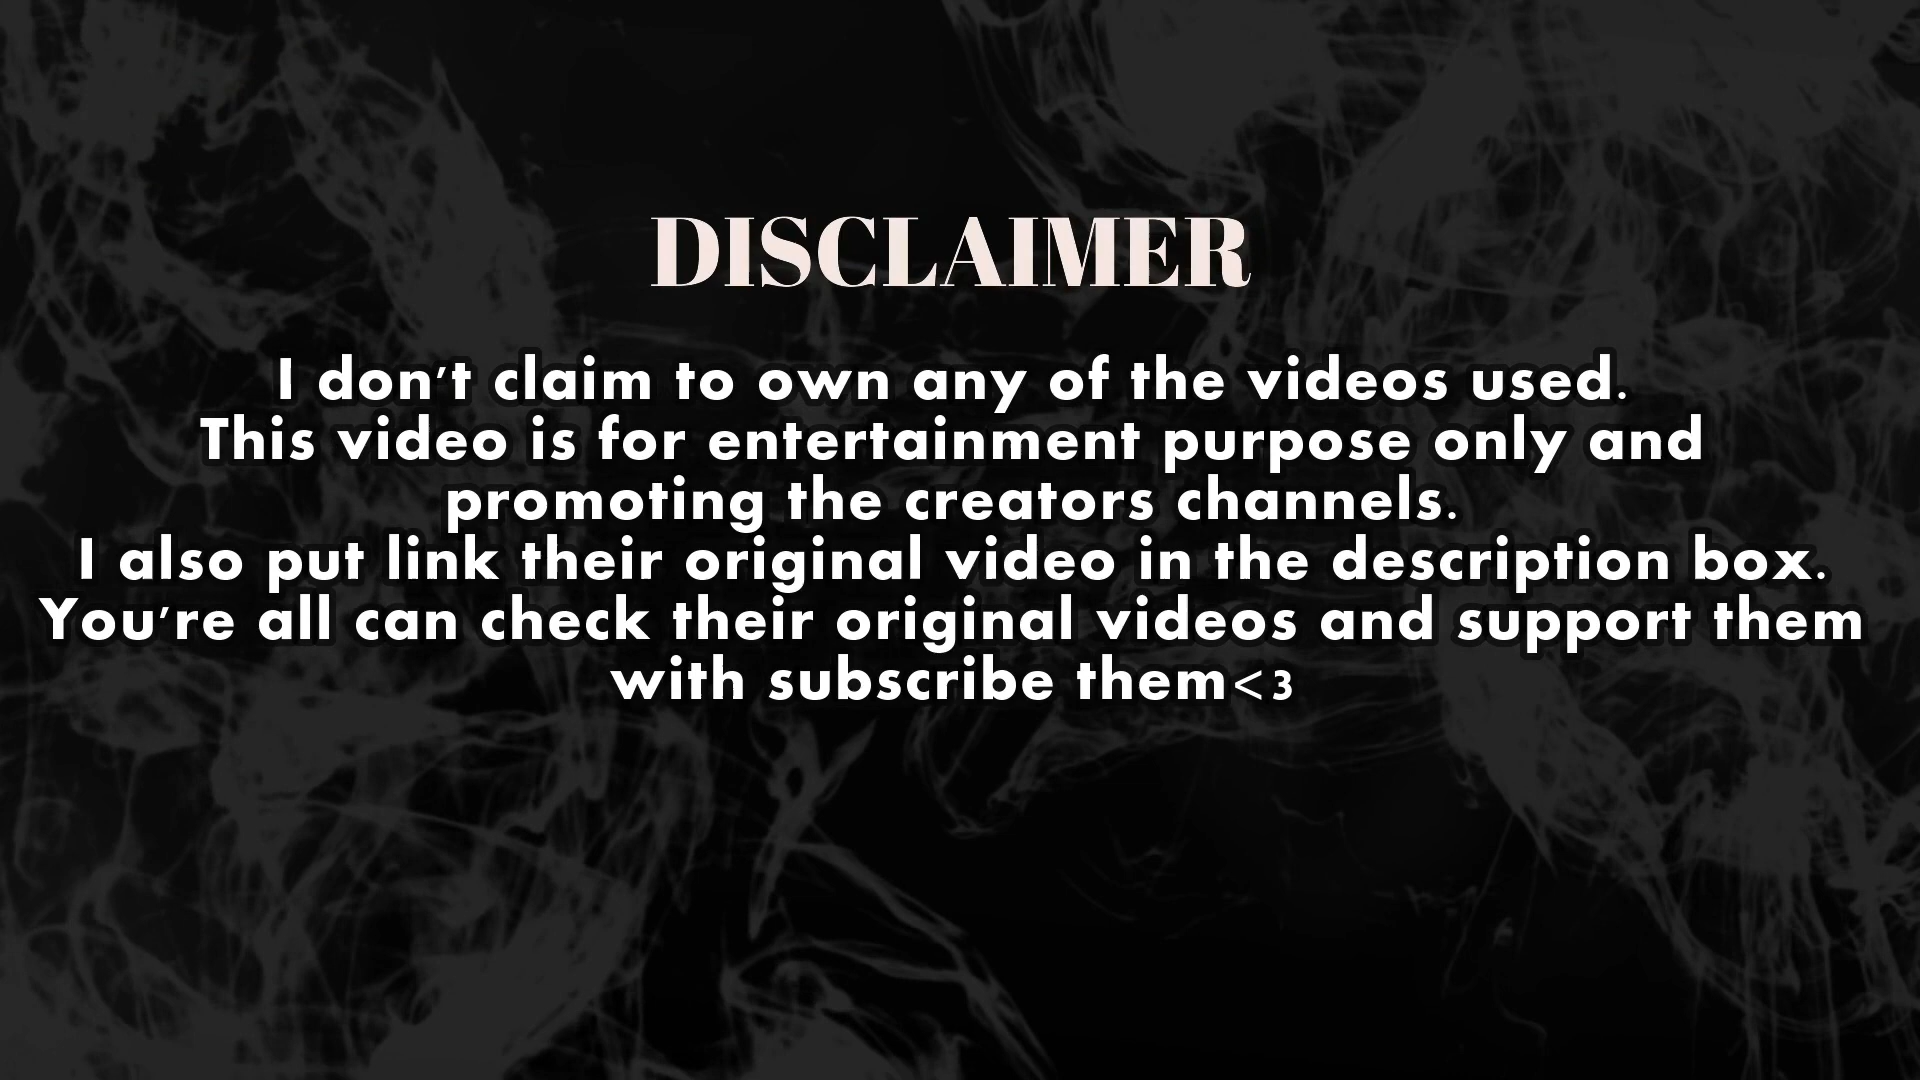 DISCLAIMER
I don't claim to own any of the videos used.
This video is for entertainment purpose only and
promoting the creators channels.
I also put link their original video in the description box.
You're all can check their original videos and support them
with subscribe them<3